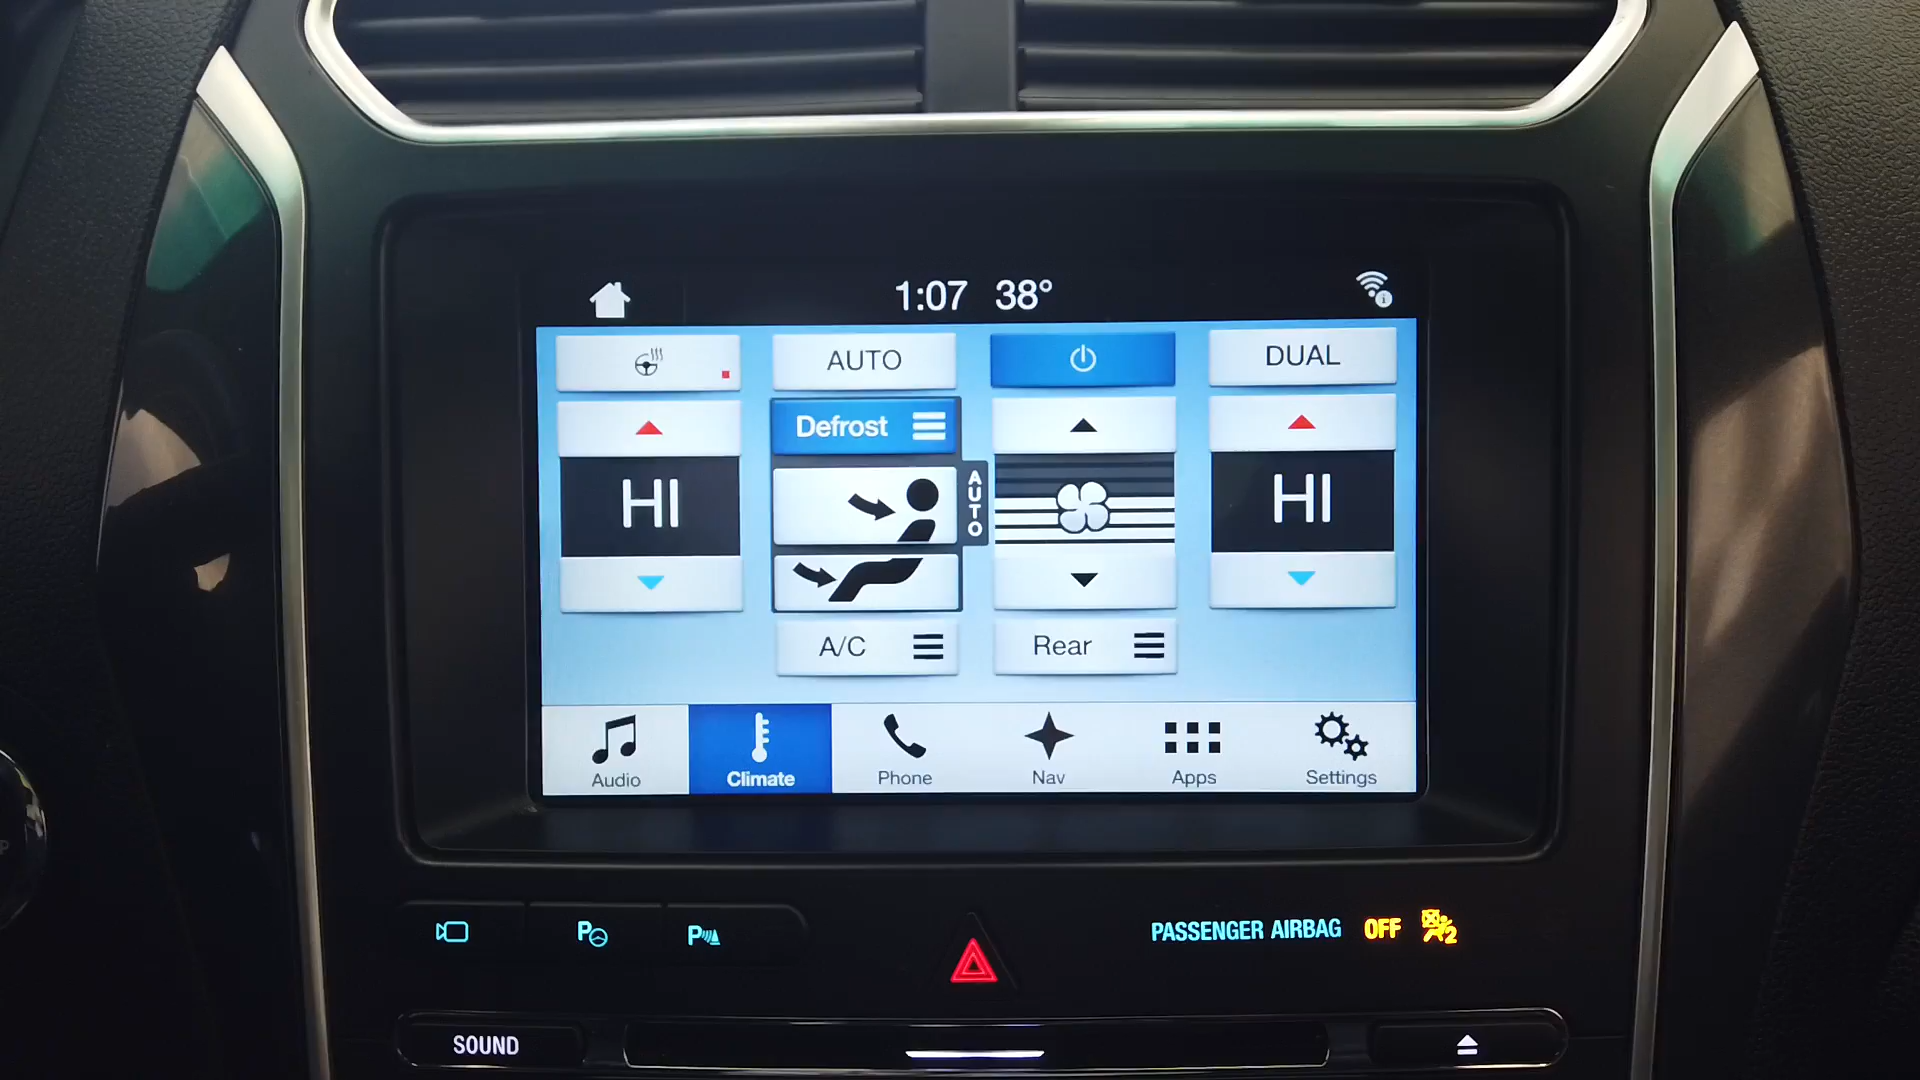 1:07 38°
AUTO
DUAL
Defrost
HI
AUTO
HI
A/C
Rear
Audio
Climate
Phone
Nav
Apps
Settings
P
P
PASSENGER AIRBAG OFF
2
SOUND
P